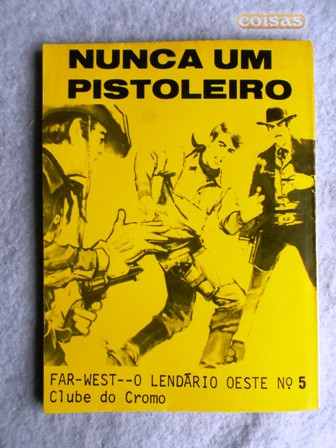 coisas
NUNCA UM
PISTOLEIRO
FAR-WEST--O LENDÁRIO OESTE Nº 5
Clube do Cromo